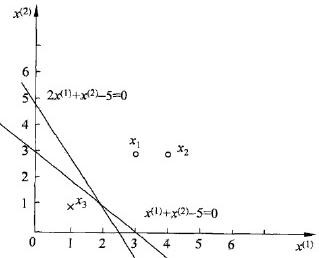 x⁽²⁾
6
5
2x⁽¹⁾+x⁽²⁾−5=0
4
3
x₁
x₂
2
1
x₃
x⁽¹⁾+x⁽²⁾−5=0
0 1 2 3 4 5 6
x⁽¹⁾